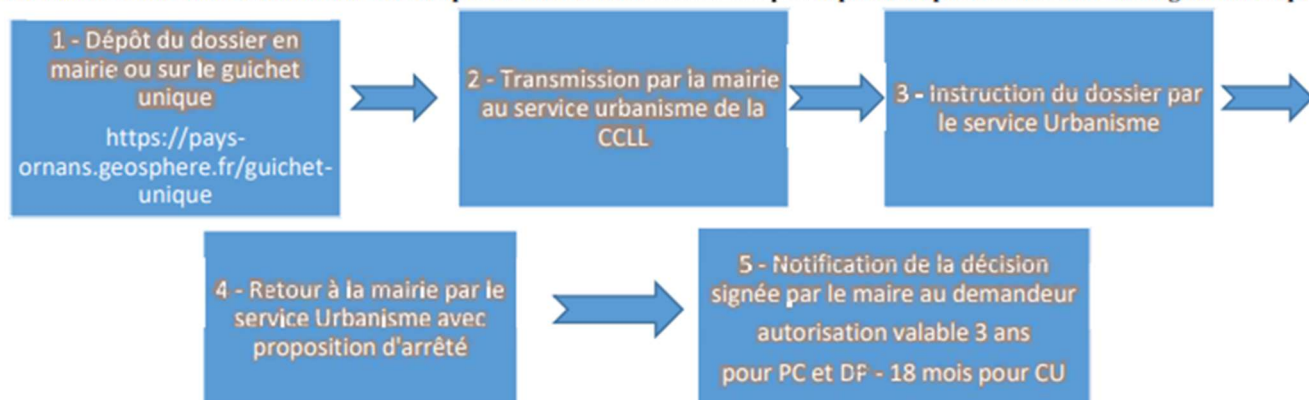 1 - Dépôt du dossier en
mairie ou sur le guichet
unique
https://pays-
ornans.geosphere.fr/guichet-
unique
2 - Transmission par la mairie
au service urbanisme de la
CCLL
3 - Instruction du dossier par
le service Urbanisme
4 - Retour à la mairie par le
service Urbanisme avec
proposition d'arrêté
5 - Notification de la décision
signée par le maire au demandeur
autorisation valable 3 ans
pour PC et DP - 18 mois pour CU